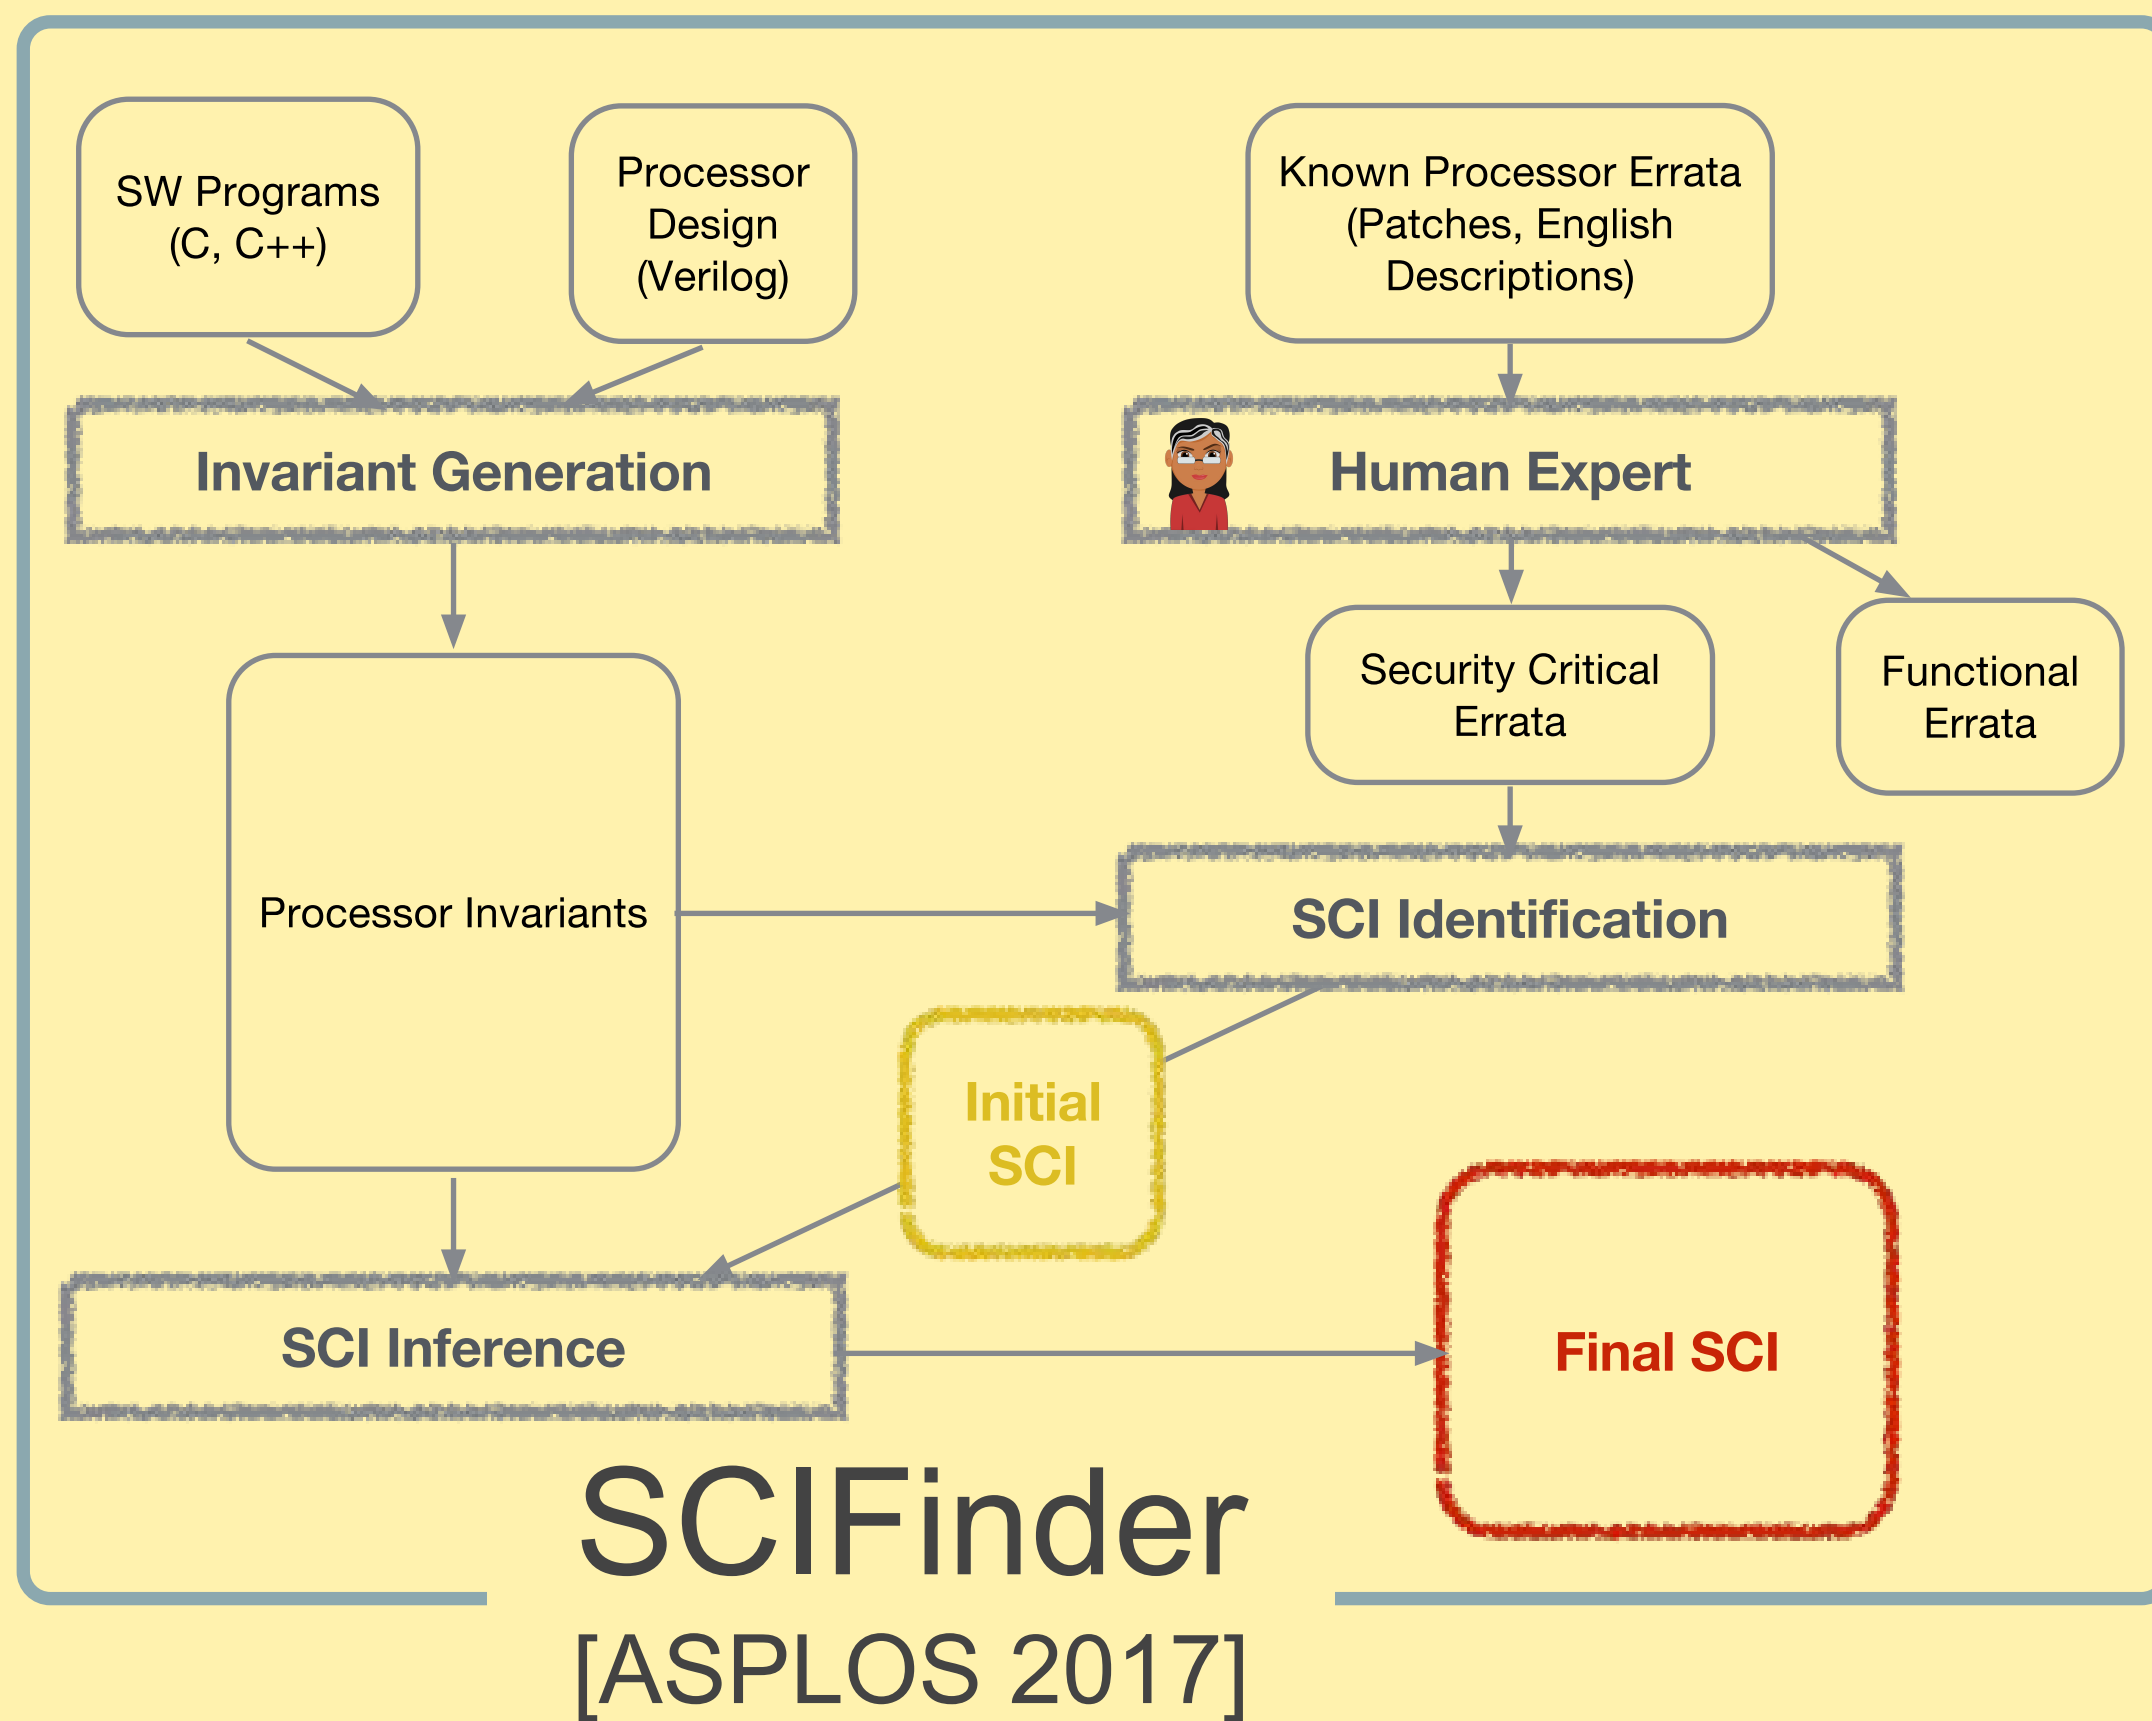 SW Programs
(C, C++)
Processor
Design
(Verilog)
Known Processor Errata
(Patches, English
Descriptions)
Invariant Generation
Human Expert
Security Critical
Errata
Functional
Errata
Processor Invariants
SCI Identification
Initial
SCI
SCI Inference
Final SCI
SCIFinder
[ASPLOS 2017]